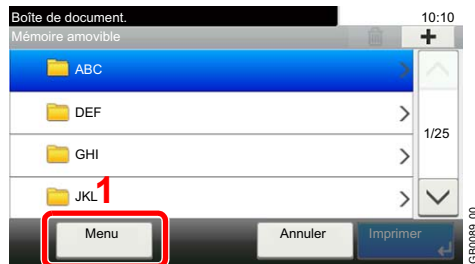 Boîte de document.
10:10
Mémoire amovible
ABC
DEF
1/25
GHI
JKL
1
Menu
Annuler
Imprimer
GB0089_00